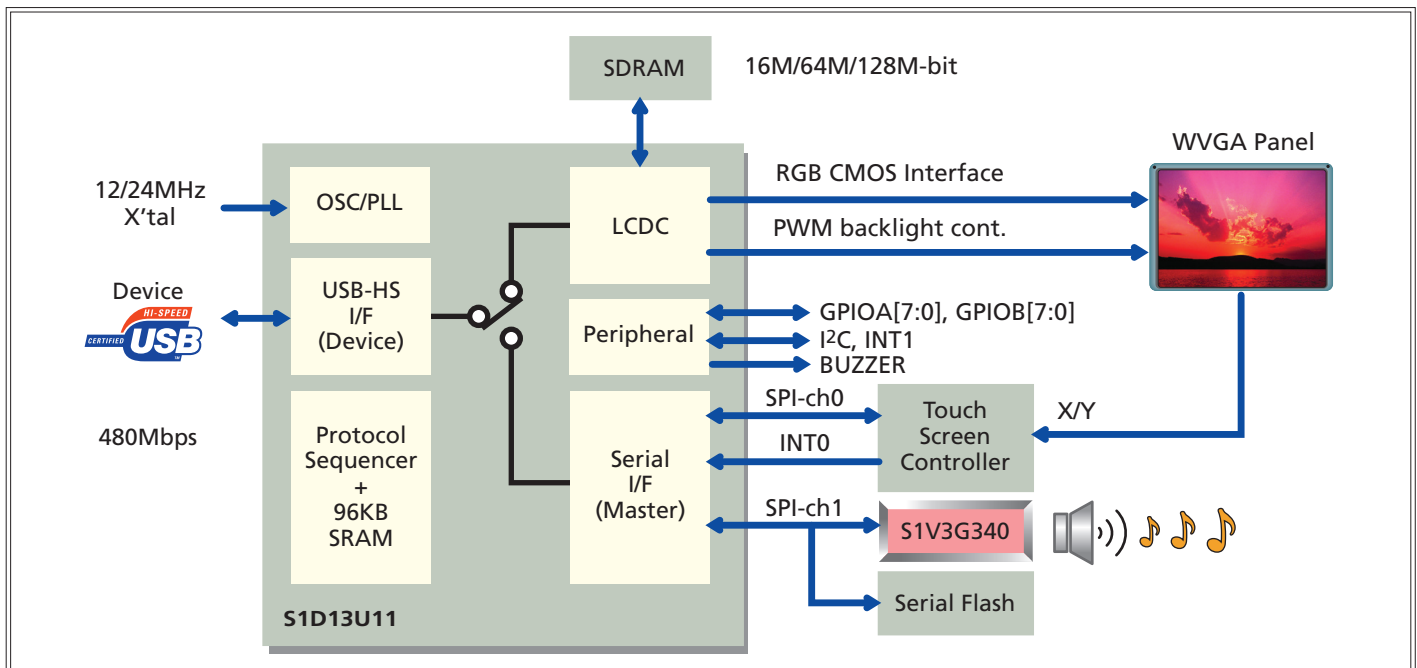 SDRAM
16M/64M/128M-bit
WVGA Panel
12/24MHz
X'tal
OSC/PLL
LCDC
RGB CMOS Interface
PWM backlight cont.
Device
HI-SPEED
CERTIFIED
USB
USB-HS
I/F
(Device)
Peripheral
GPIOA[7:0], GPIOB[7:0]
I²C, INT1
BUZZER
480Mbps
Protocol
Sequencer
+
96KB
SRAM
Serial
I/F
(Master)
SPI-ch0
INT0
SPI-ch1
Touch
Screen
Controller
X/Y
S1V3G340
Serial Flash
S1D13U11